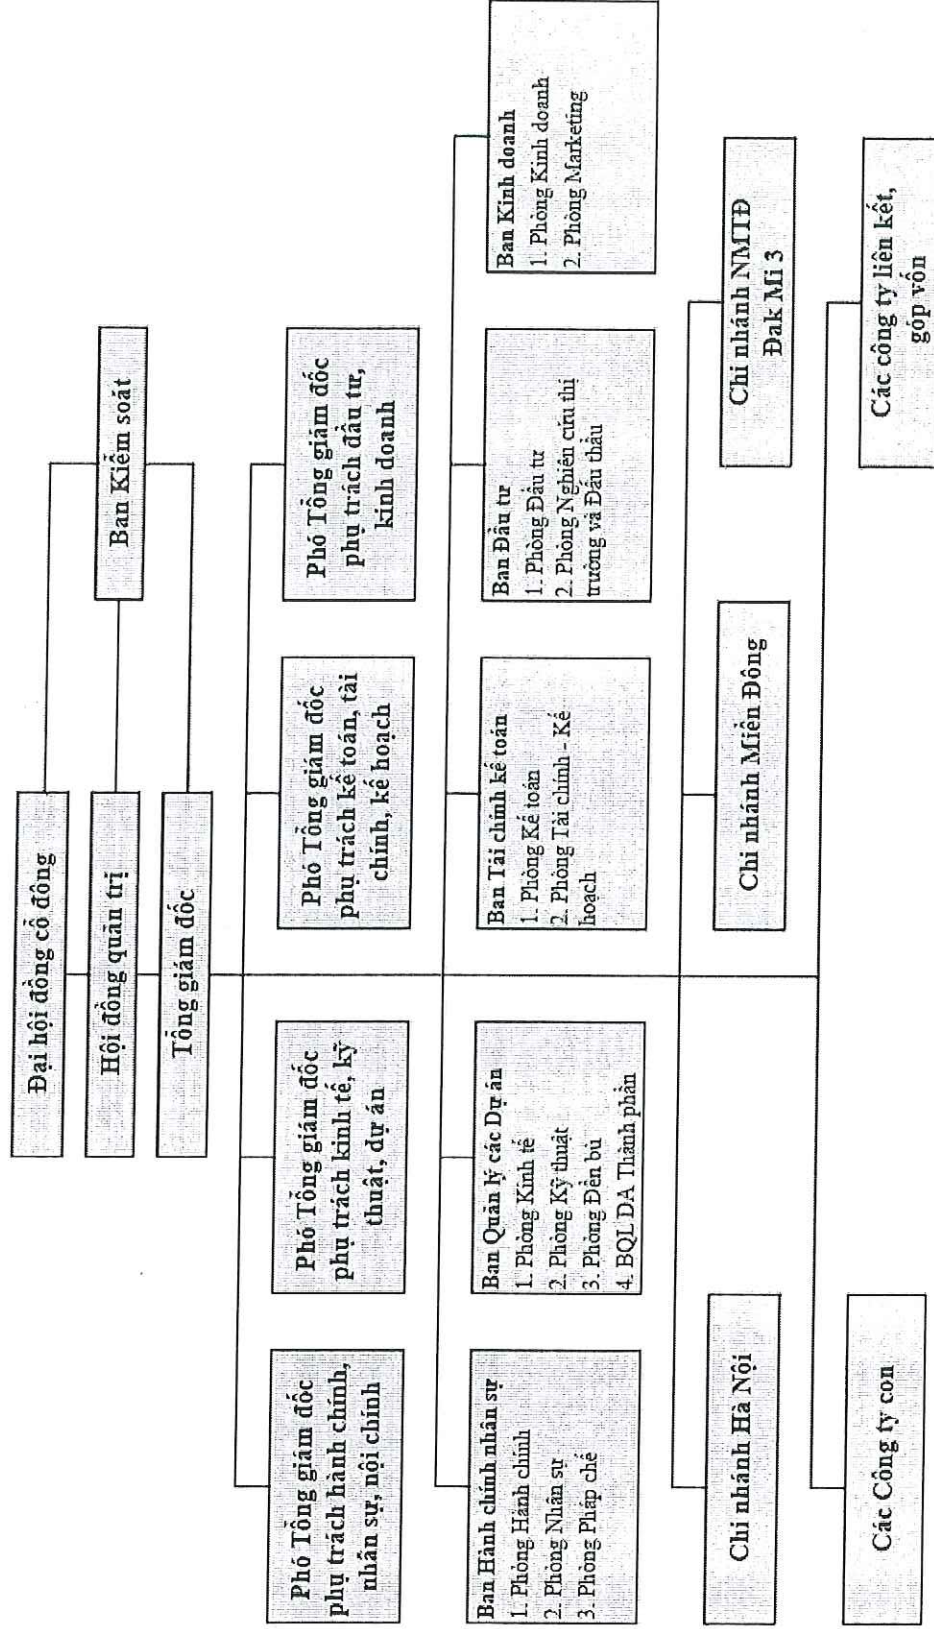 Đại hội đồng cổ đông
Hội đồng quản trị
Ban Kiểm soát
Tổng giám đốc
Phó Tổng giám đốc
phụ trách hành chính,
nhân sự, nội chính
Phó Tổng giám đốc
phụ trách kinh tế, kỹ
thuật, dự án
Phó Tổng giám đốc
phụ trách kế toán, tài
chính, kế hoạch
Phó Tổng giám đốc
phụ trách đầu tư,
kinh doanh
Ban Hành chính nhân sự
1. Phòng Hành chính
2. Phòng Nhân sự
3. Phòng Pháp chế
Ban Quản lý các Dự án
1. Phòng Kinh tế
2. Phòng Kỹ thuật
3. Phòng Đền bù
4. BQL DA Thành phần
Ban Tài chính kế toán
1. Phòng Kế toán
2. Phòng Tài chính - Kế
hoạch
Ban Đầu tư
1. Phòng Đầu tư
2. Phòng Nghiên cứu thị
trường và Đấu thầu
Ban Kinh doanh
1. Phòng Kinh doanh
2. Phòng Marketing
Chi nhánh Hà Nội
Chi nhánh Miền Đông
Chi nhánh NMTĐ
Đak Mi 3
Các Công ty con
Các công ty liên kết,
góp vốn